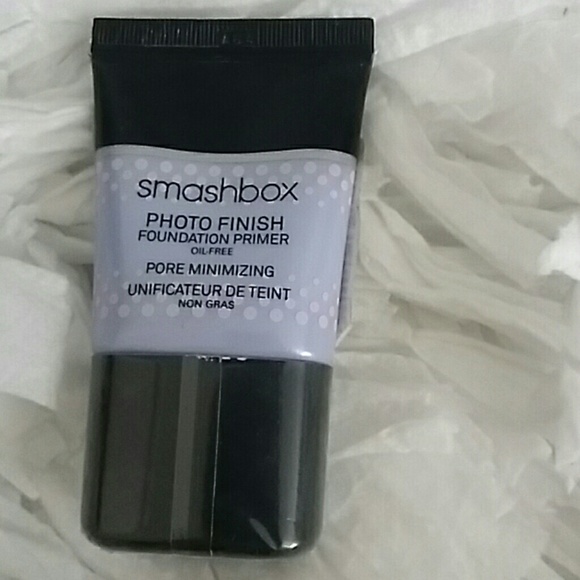 smashbox
PHOTO FINISH
FOUNDATION PRIMER
OIL-FREE
PORE MINIMIZING
UNIFICATEUR DE TEINT
NON GRAS